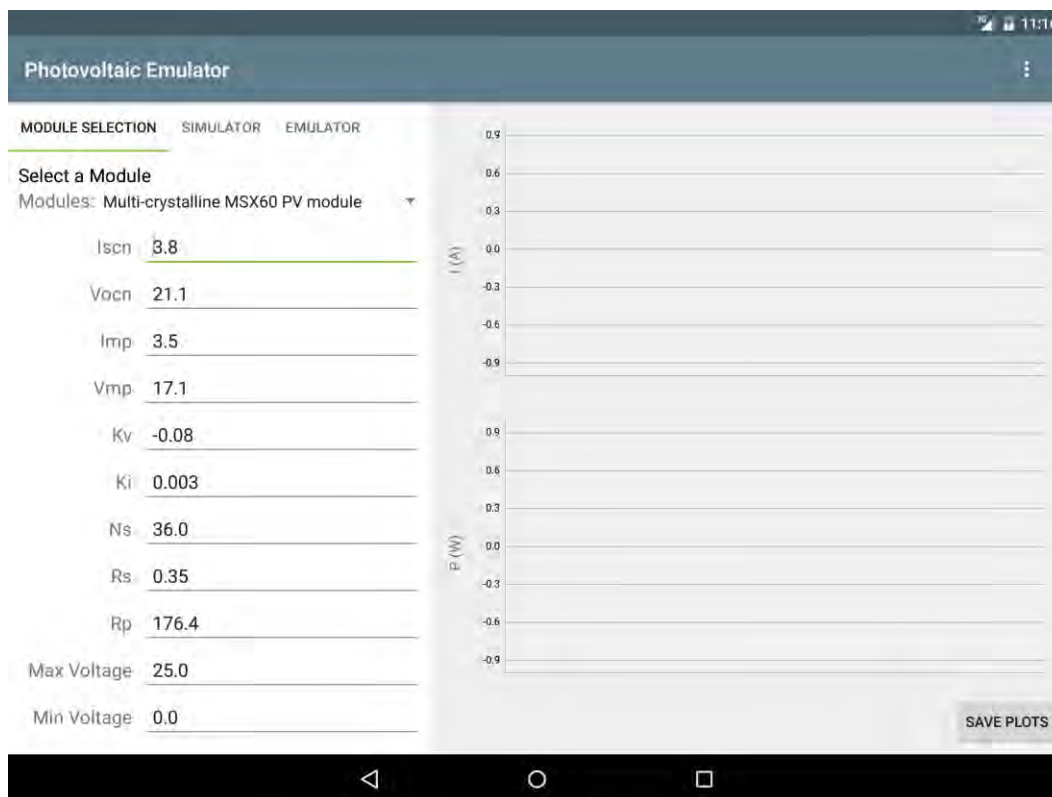 11:10
Photovoltaic Emulator
MODULE SELECTION SIMULATOR EMULATOR
Select a Module
Modules: Multi-crystalline MSX60 PV module
Iscn 3.8
Vocn 21.1
Imp 3.5
Vmp 17.1
Kv -0.08
Ki 0.003
Ns 36.0
Rs 0.35
Rp 176.4
Max Voltage 25.0
Min Voltage 0.0
I (A)
0.9
0.6
0.3
0.0
-0.3
-0.6
-0.9
P (W)
0.9
0.6
0.3
0.0
-0.3
-0.6
-0.9
SAVE PLOTS